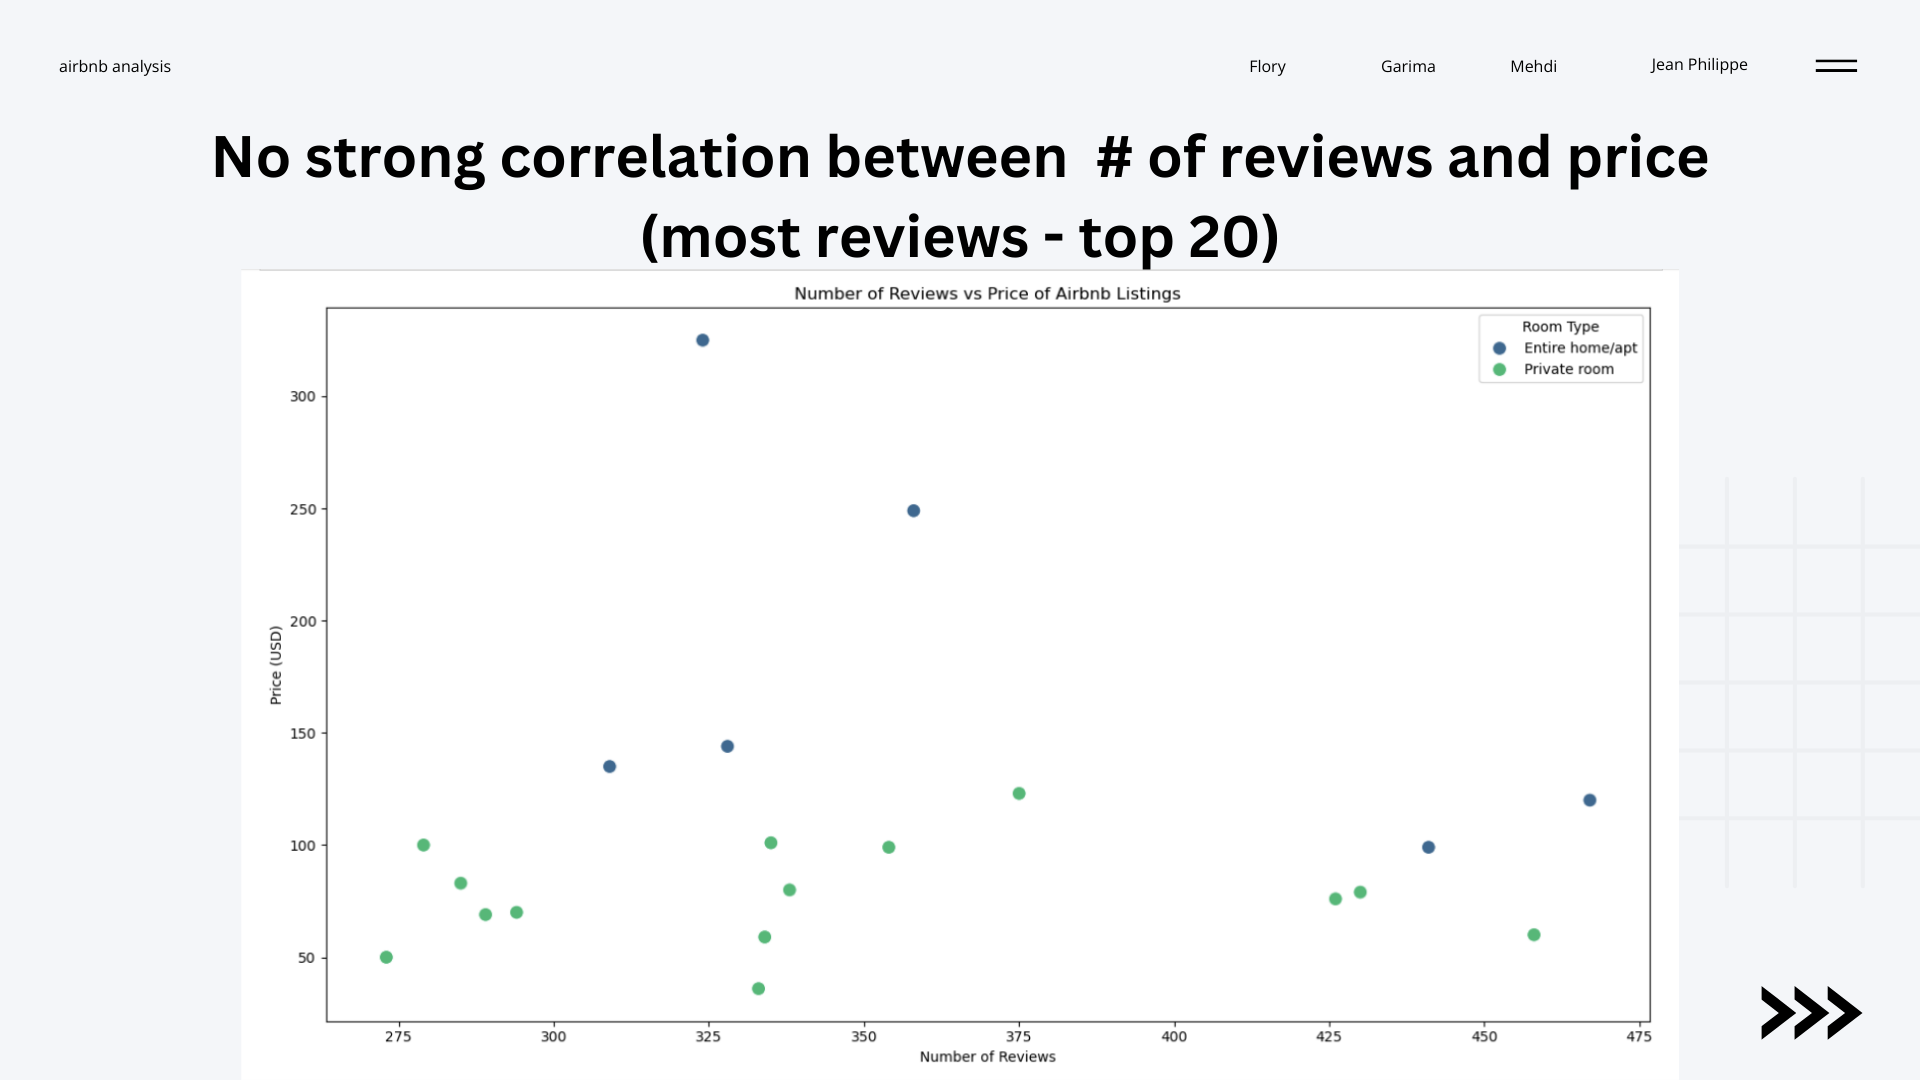 airbnb analysis
Flory
Garima
Mehdi
Jean Philippe
No strong correlation between # of reviews and price
(most reviews - top 20)
Number of Reviews vs Price of Airbnb Listings
Room Type
Entire home/apt
Private room
Price (USD)
300
250
200
150
100
50
275 300 325 350 375 400 425 450 475
Number of Reviews